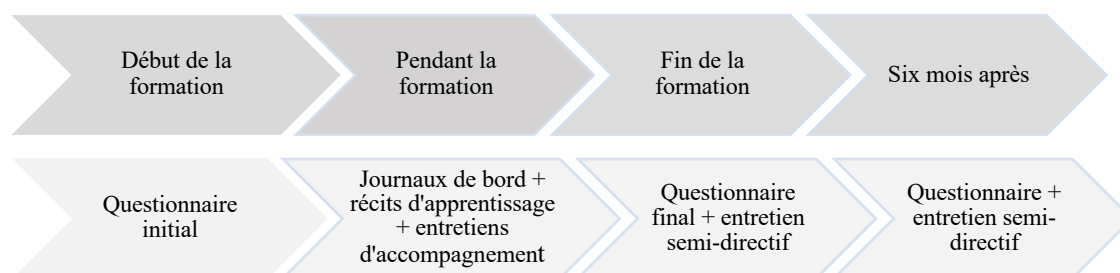 Début de la
formation
Pendant la
formation
Fin de la
formation
Six mois après
Questionnaire
initial
Journaux de bord +
récits d'apprentissage
+ entretiens
d'accompagnement
Questionnaire
final + entretien
semi-directif
Questionnaire +
entretien semi-
directif